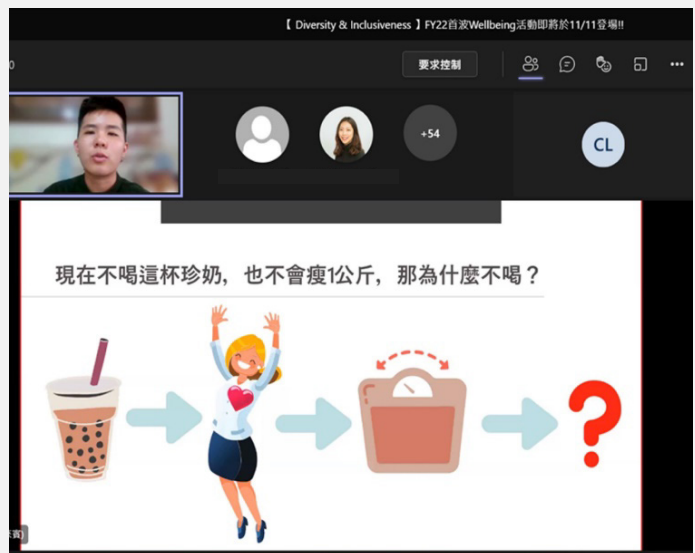 【 Diversity & Inclusiveness 】FY22首波Wellbeing活動即將於11/11登場!!
0
要求控制
+54
CL
現在不喝這杯珍奶，也不會瘦1公斤，那為什麼不喝？
?
賓)